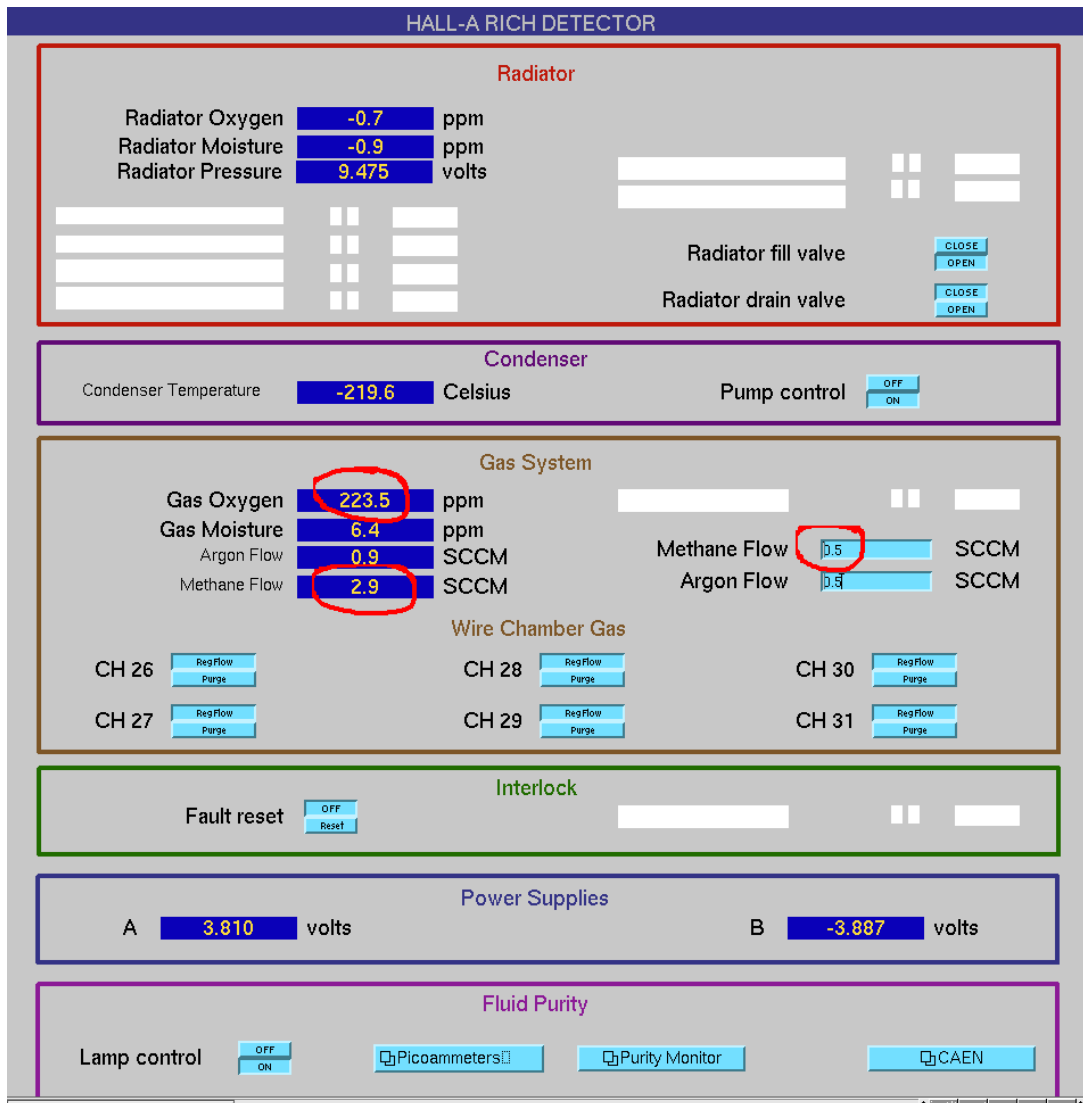 HALL-A RICH DETECTOR
Radiator
Radiator Oxygen -0.7 ppm
Radiator Moisture -0.9 ppm
Radiator Pressure 9.475 volts
Radiator fill valve CLOSE
OPEN
Radiator drain valve CLOSE
OPEN
Condenser
Condenser Temperature -219.6 Celsius Pump control OFF
ON
Gas System
Gas Oxygen 223.5 ppm
Gas Moisture 6.4 ppm
Argon Flow 0.9 SCCM
Methane Flow 2.9 SCCM
Methane Flow 0.5 SCCM
Argon Flow 0.5 SCCM
Wire Chamber Gas
CH 26 RegFlow Purge
CH 28 RegFlow Purge
CH 30 RegFlow Purge
CH 27 RegFlow Purge
CH 29 RegFlow Purge
CH 31 RegFlow Purge
Interlock
Fault reset OFF
Reset
Power Supplies
A 3.810 volts B -3.887 volts
Fluid Purity
Lamp control OFF
ON
Picoammeters Purity Monitor CAEN